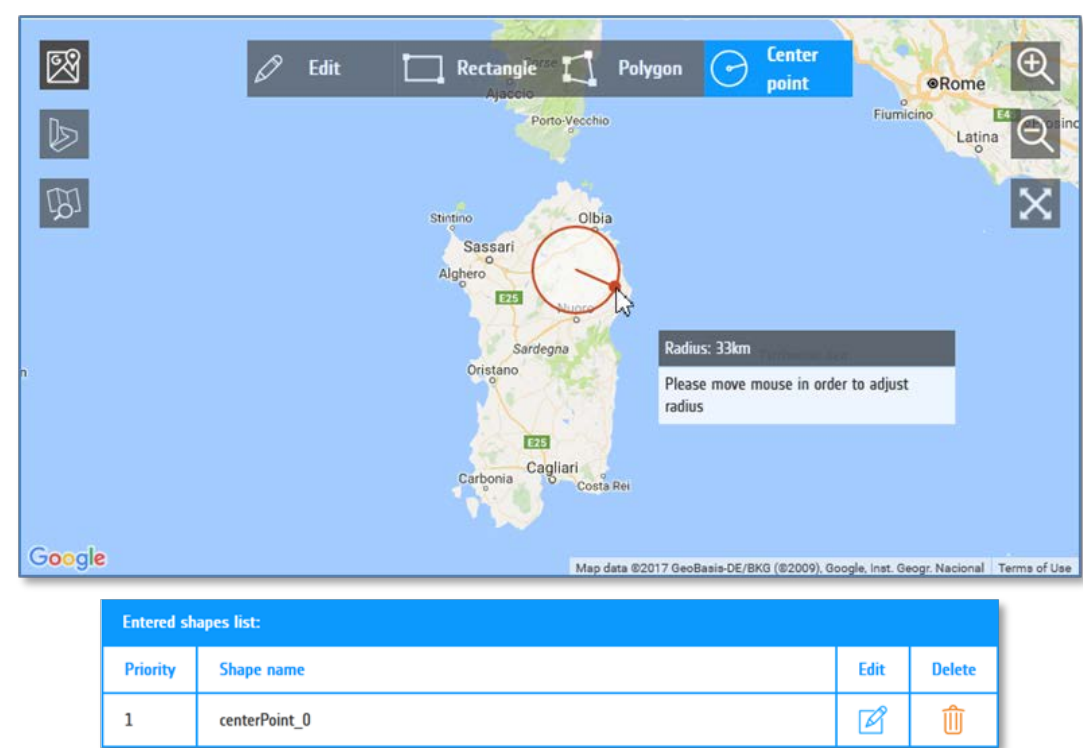 Edit
Rectangle
Polygon
Center
point
Ajaccio
Rome
Porto-Vecchio
Fiumicino
E4
Latina
Stintino
Olbia
Sassari
Alghero
E25
Nuoro
Sardegna
Radius: 33km
Oristano
Please move mouse in order to adjust
radius
E25
Cagliari
Carbonia
Costa Rei
Google
Map data ©2017 GeoBasis-DE/BKG (©2009), Google, Inst. Geogr. Nacional
Terms of Use
Entered shapes list:
Priority Shape name Edit Delete
1 centerPoint_0